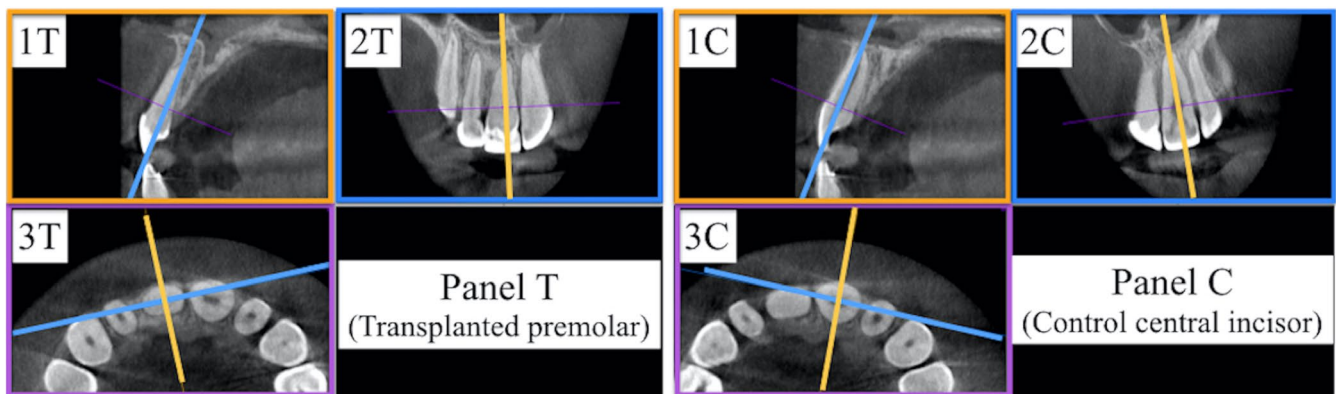 1T
2T
1C
2C
3T
Panel T
(Transplanted premolar)
3C
Panel C
(Control central incisor)